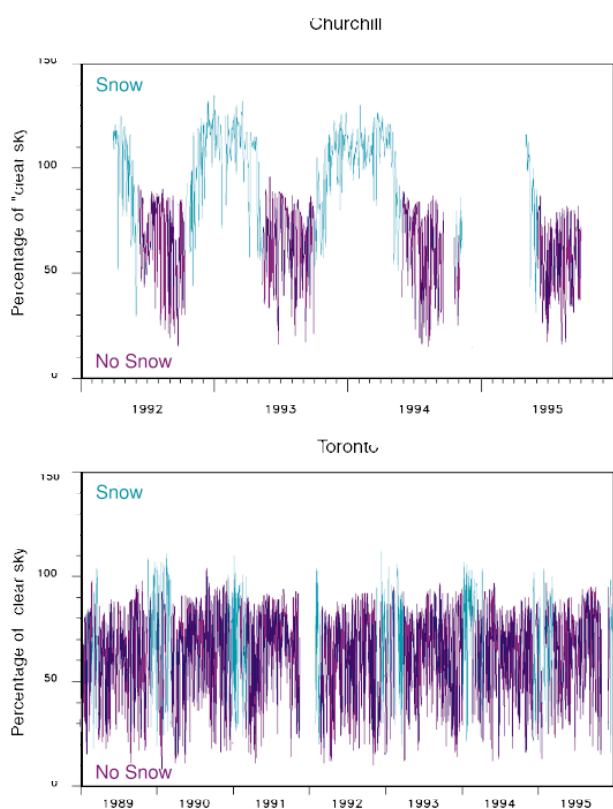 Churchill
150
Snow
100
Percentage of "clear sky
50
No Snow
0
1992 1993 1994 1995
Toronto
150
Snow
100
Percentage of clear sky
50
No Snow
0
1989 1990 1991 1992 1993 1994 1995